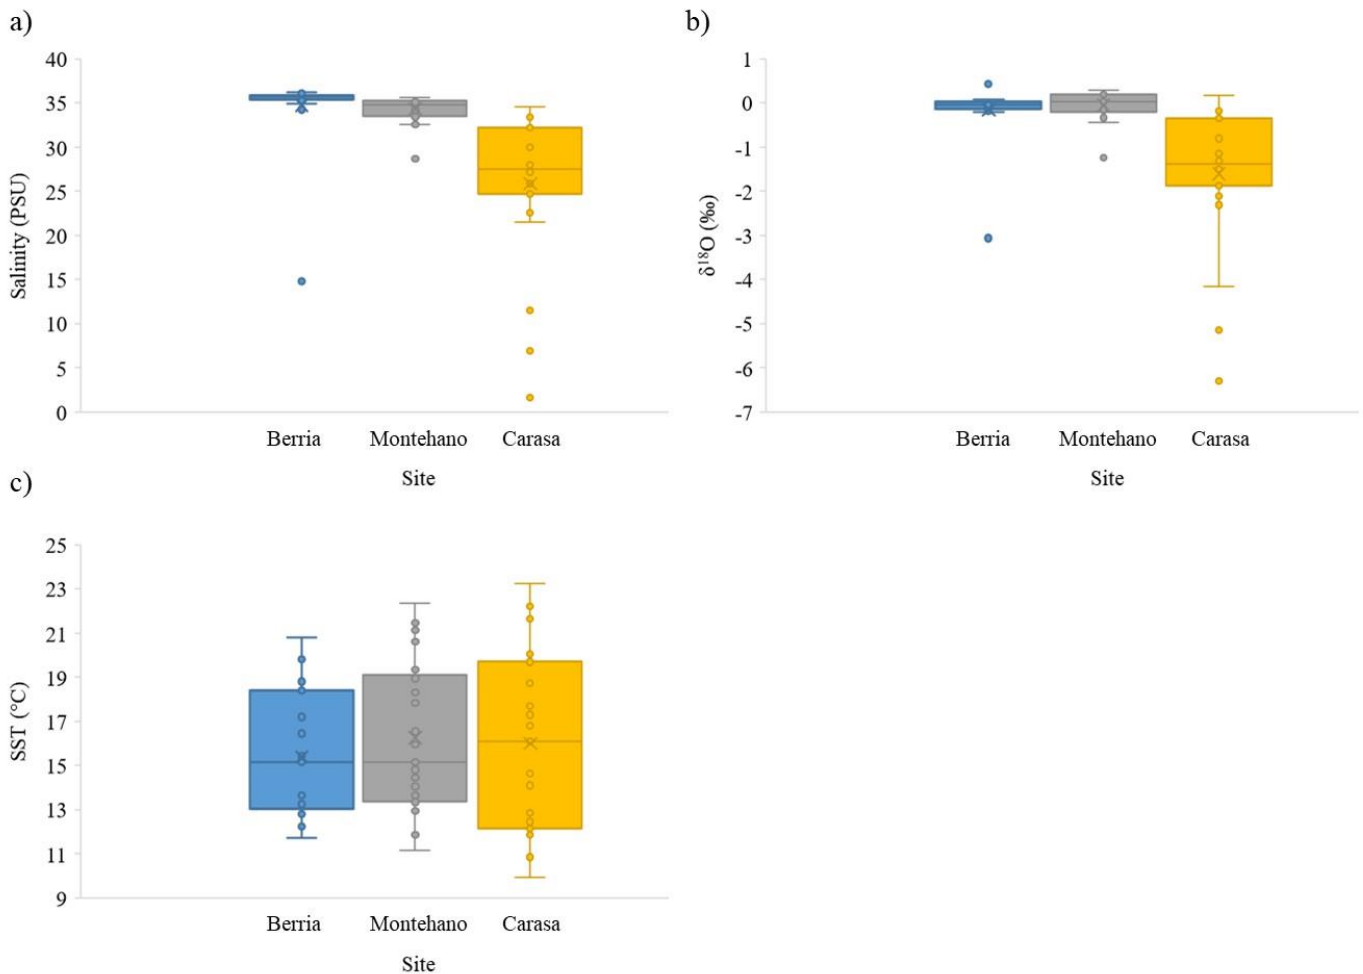 a)
40
35
30
25
20
15
10
5
0
Salinity (PSU)
Berria Montehano Carasa
Site
b)
1
0
-1
-2
-3
-4
-5
-6
-7
δ¹⁸O (‰)
Berria Montehano Carasa
Site
c)
25
23
21
19
17
15
13
11
9
SST (°C)
Berria Montehano Carasa
Site